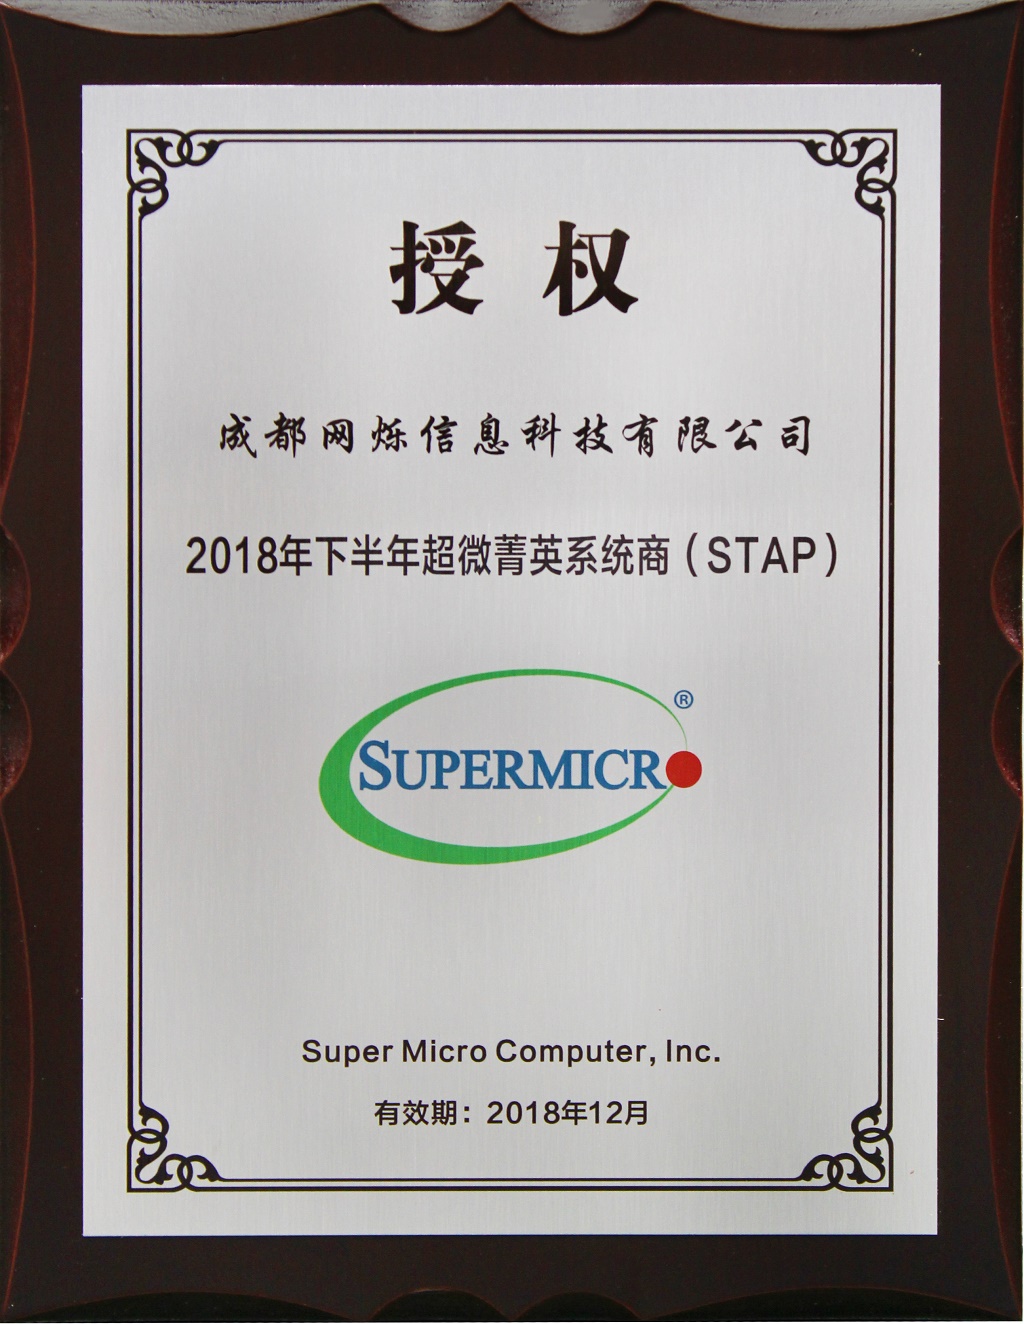 授权
成都网烁信息科技有限公司
2018年下半年超微菁英系统商（STAP）
SUPERMICRO®
Super Micro Computer, Inc.
有效期：2018年12月